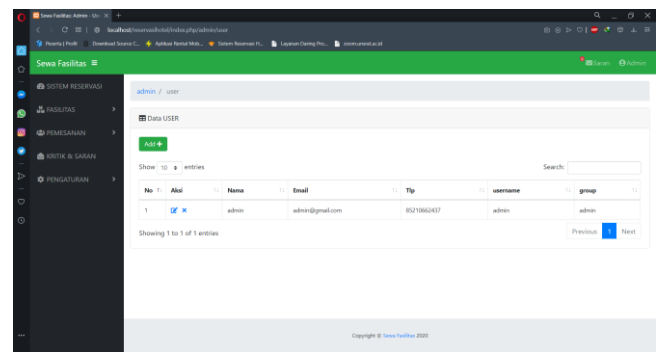 Sewa Fasilitas: Admin - Us
localhost/reservasihotel/index.php/admin/user
Peserta | Profil
Download Source C...
Aplikasi Rental Mob...
Sistem Reservasi H...
Layanan Daring Pro...
Sewa Fasilitas
Saran
Admin
SISTEM RESERVASI
admin / user
FASILITAS
Data USER
PEMESANAN
Add +
KRITIK & SARAN
Show 10 entries
Search:
PENGATURAN
No Aksi Nama Email Tlp username group
1 admin admin@gmail.com 85210662437 admin admin
Showing 1 to 1 of 1 entries
Previous 1 Next
Copyright © Sewa Fasilitas 2020